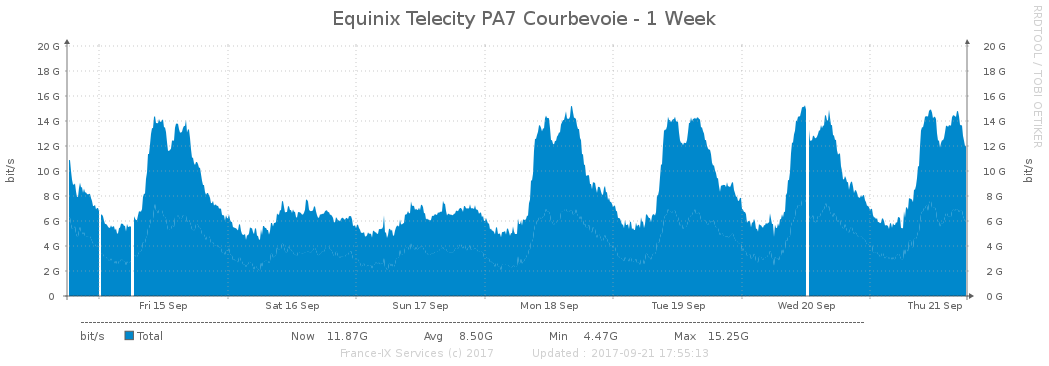 Equinix Telecity PA7 Courbevoie - 1 Week
RRDTOOL / TOBI OETIKER
bit/s
20 G
18 G
16 G
14 G
12 G
10 G
8 G
6 G
4 G
2 G
0
20 G
18 G
16 G
14 G
12 G
10 G
8 G
6 G
4 G
2 G
0 G
bit/s
Fri 15 Sep Sat 16 Sep Sun 17 Sep Mon 18 Sep Tue 19 Sep Wed 20 Sep Thu 21 Sep
bit/s Total Now 11.87G Avg 8.50G Min 4.47G Max 15.25G
France-IX Services (c) 2017 Updated : 2017-09-21 17:55:13